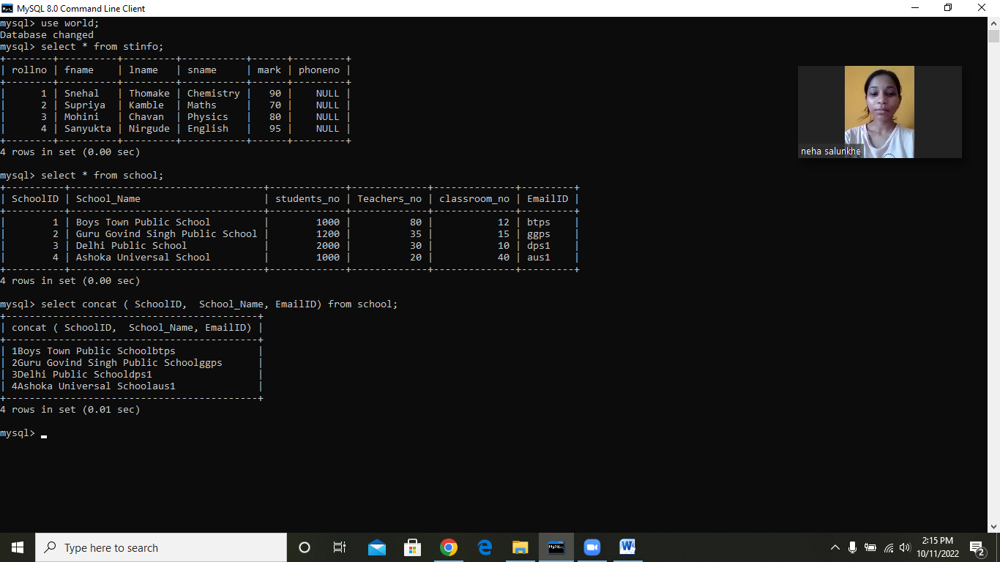 MySQL 8.0 Command Line Client
mysql> use world;
Database changed
mysql> select * from stinfo;
+--------+----------+---------+-----------+------+---------+
| rollno | fname    | lname   | sname     | mark | phoneno |
+--------+----------+---------+-----------+------+---------+
|      1 | Snehal   | Thomake | Chemistry |   90 |    NULL |
|      2 | Supriya  | Kamble  | Maths     |   70 |    NULL |
|      3 | Mohini   | Chavan  | Physics   |   80 |    NULL |
|      4 | Sanyukta | Nirgude | English   |   95 |    NULL |
+--------+----------+---------+-----------+------+---------+
4 rows in set (0.00 sec)
neha salunkhe
mysql> select * from school;
+----------+---------------------------------+-------------+-------------+--------------+---------+
| SchoolID | School_Name                     | students_no | Teachers_no | classroom_no | EmailID |
+----------+---------------------------------+-------------+-------------+--------------+---------+
|        1 | Boys Town Public School         |        1000 |          80 |           12 | btps    |
|        2 | Guru Govind Singh Public School |        1200 |          35 |           15 | ggps    |
|        3 | Delhi Public School             |        2000 |          30 |           10 | dps1    |
|        4 | Ashoka Universal School         |        1000 |          20 |           40 | aus1    |
+----------+---------------------------------+-------------+-------------+--------------+---------+
4 rows in set (0.00 sec)
mysql> select concat ( SchoolID,  School_Name, EmailID) from school;
+-------------------------------------------+
| concat ( SchoolID,  School_Name, EmailID) |
+-------------------------------------------+
| 1Boys Town Public Schoolbtps              |
| 2Guru Govind Singh Public Schoolggps      |
| 3Delhi Public Schooldps1                  |
| 4Ashoka Universal Schoolaus1              |
+-------------------------------------------+
4 rows in set (0.01 sec)
mysql>
Type here to search
2:15 PM
10/11/2022
2